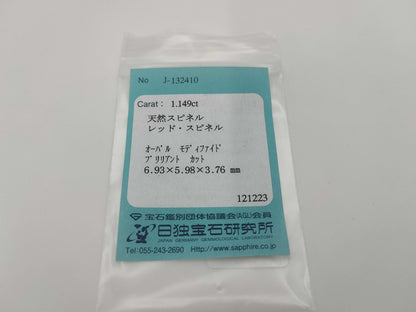 No J-132410
Carat: 1.149ct
天然スピネル
レッド・スピネル
オーバル モディファイド
ブリリアント カット
6.93×5.98×3.76 mm
121223
宝石鑑別団体協議会(AGL)会員
日独宝石研究所
JAPAN GERMANY GEMMOLOGICAL LABORATORY
Tel:055-243-2690 Http://www.sapphire.co.jp